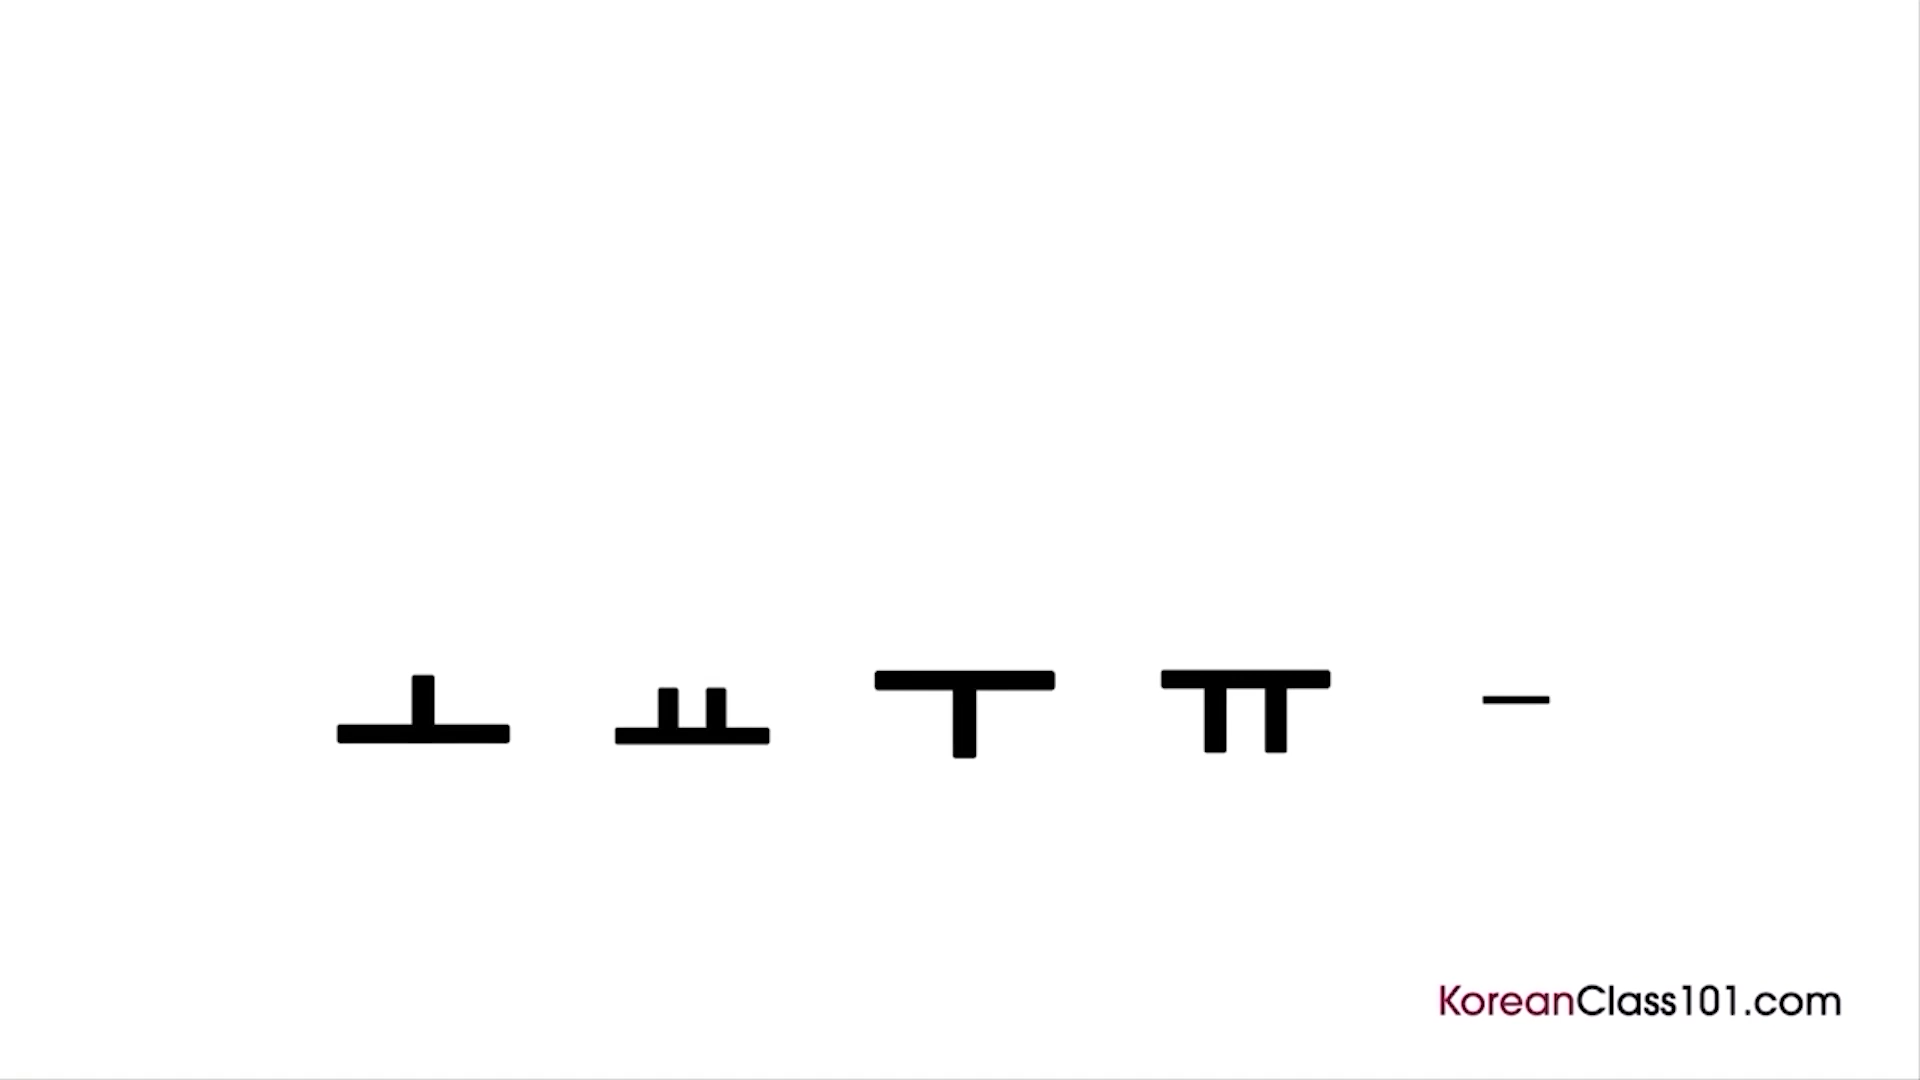 ㅗ ㅛ ㅜ ㅠ ㅡ
KoreanClass101.com